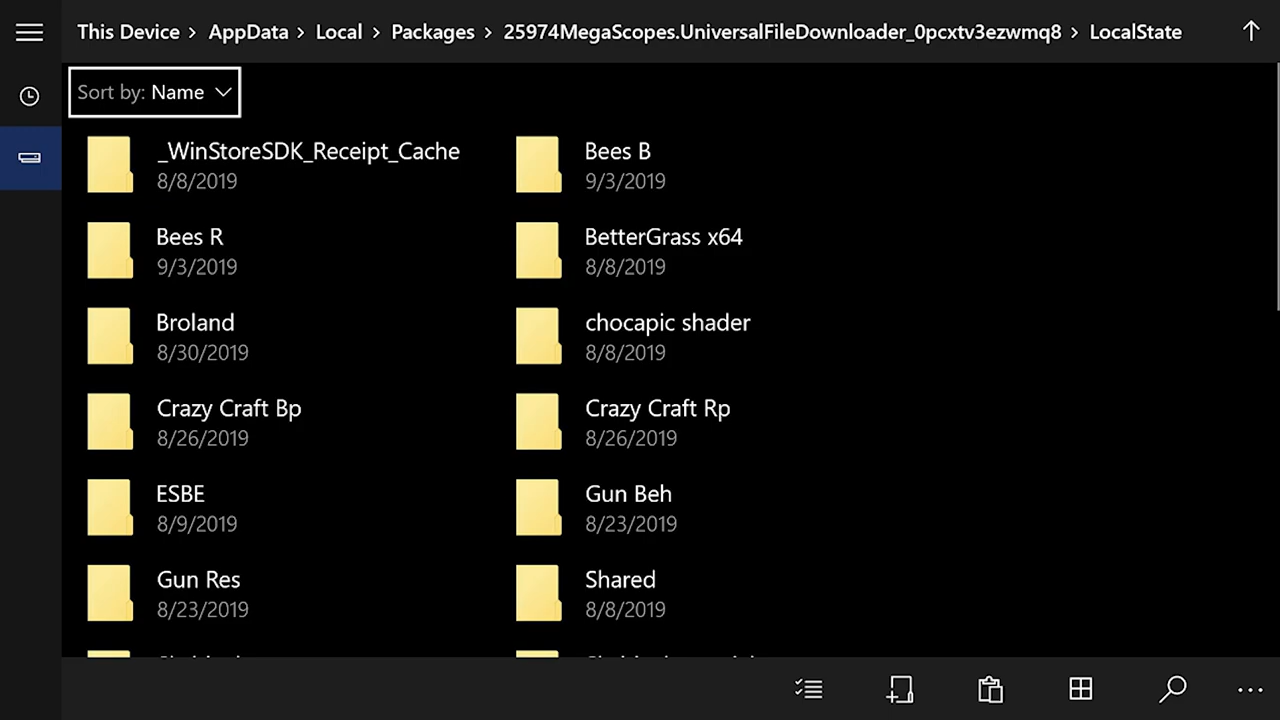 This Device > AppData > Local > Packages > 25974MegaScopes.UniversalFileDownloader_0pcxtv3ezwmq8 > LocalState
Sort by: Name
_WinStoreSDK_Receipt_Cache
8/8/2019
Bees B
9/3/2019
Bees R
9/3/2019
BetterGrass x64
8/8/2019
Broland
8/30/2019
chocapic shader
8/8/2019
Crazy Craft Bp
8/26/2019
Crazy Craft Rp
8/26/2019
ESBE
8/9/2019
Gun Beh
8/23/2019
Gun Res
8/23/2019
Shared
8/8/2019